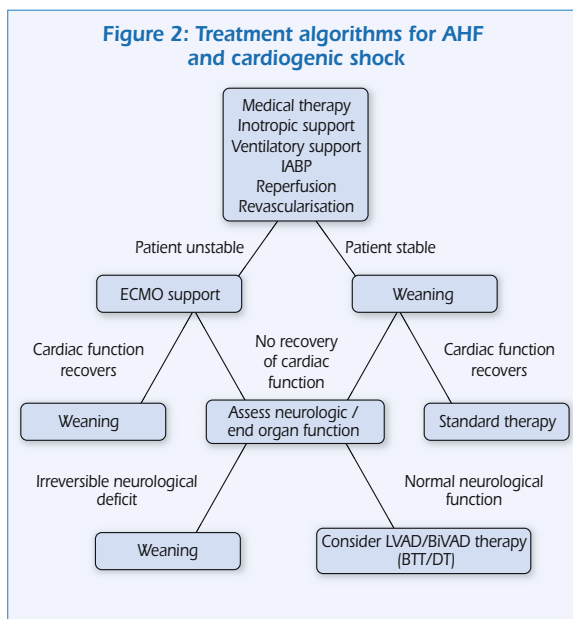 Figure 2: Treatment algorithms for AHF
and cardiogenic shock
Medical therapy
Inotropic support
Ventilatory support
IABP
Reperfusion
Revascularisation
Patient unstable
Patient stable
ECMO support
Weaning
Cardiac function
recovers
No recovery
of cardiac
function
Cardiac function
recovers
Weaning
Assess neurologic /
end organ function
Standard therapy
Irreversible neurological
deficit
Normal neurological
function
Weaning
Consider LVAD/BiVAD therapy
(BTT/DT)